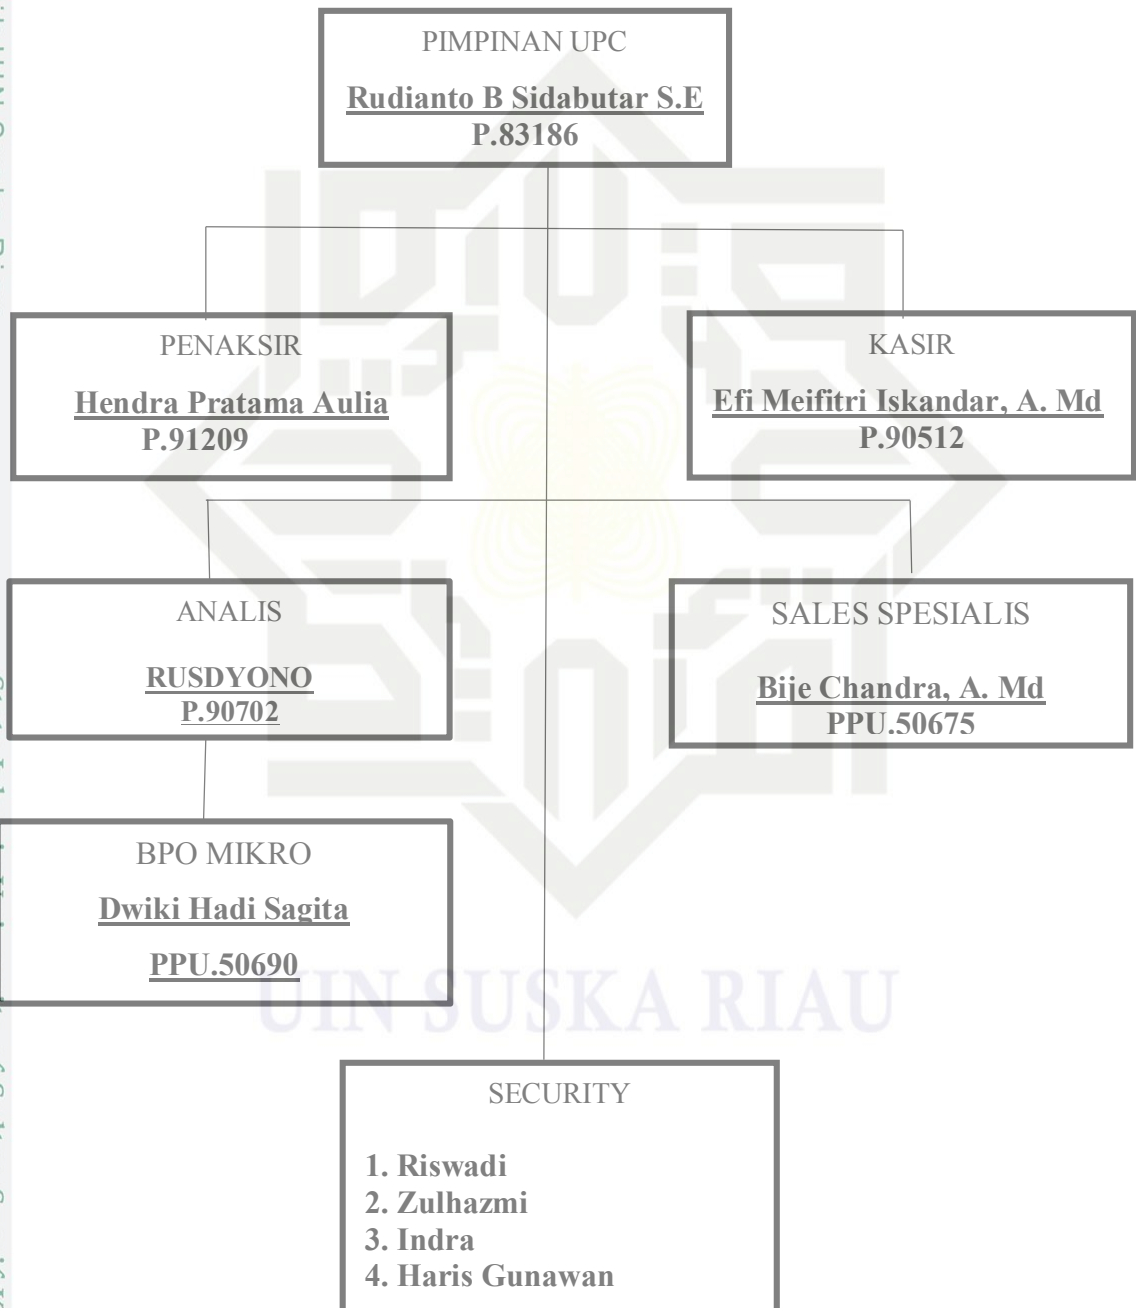 PIMPINAN UPC
Rudianto B Sidabutar S.E
P.83186
PENAKSIR
Hendra Pratama Aulia
P.91209
KASIR
Efi Meifitri Iskandar, A. Md
P.90512
ANALIS
RUSDYONO
P.90702
SALES SPESIALIS
Bije Chandra, A. Md
PPU.50675
BPO MIKRO
Dwiki Hadi Sagita
PPU.50690
UIN SUSKA RIAU
SECURITY
1. Riswadi
2. Zulhazmi
3. Indra
4. Haris Gunawan